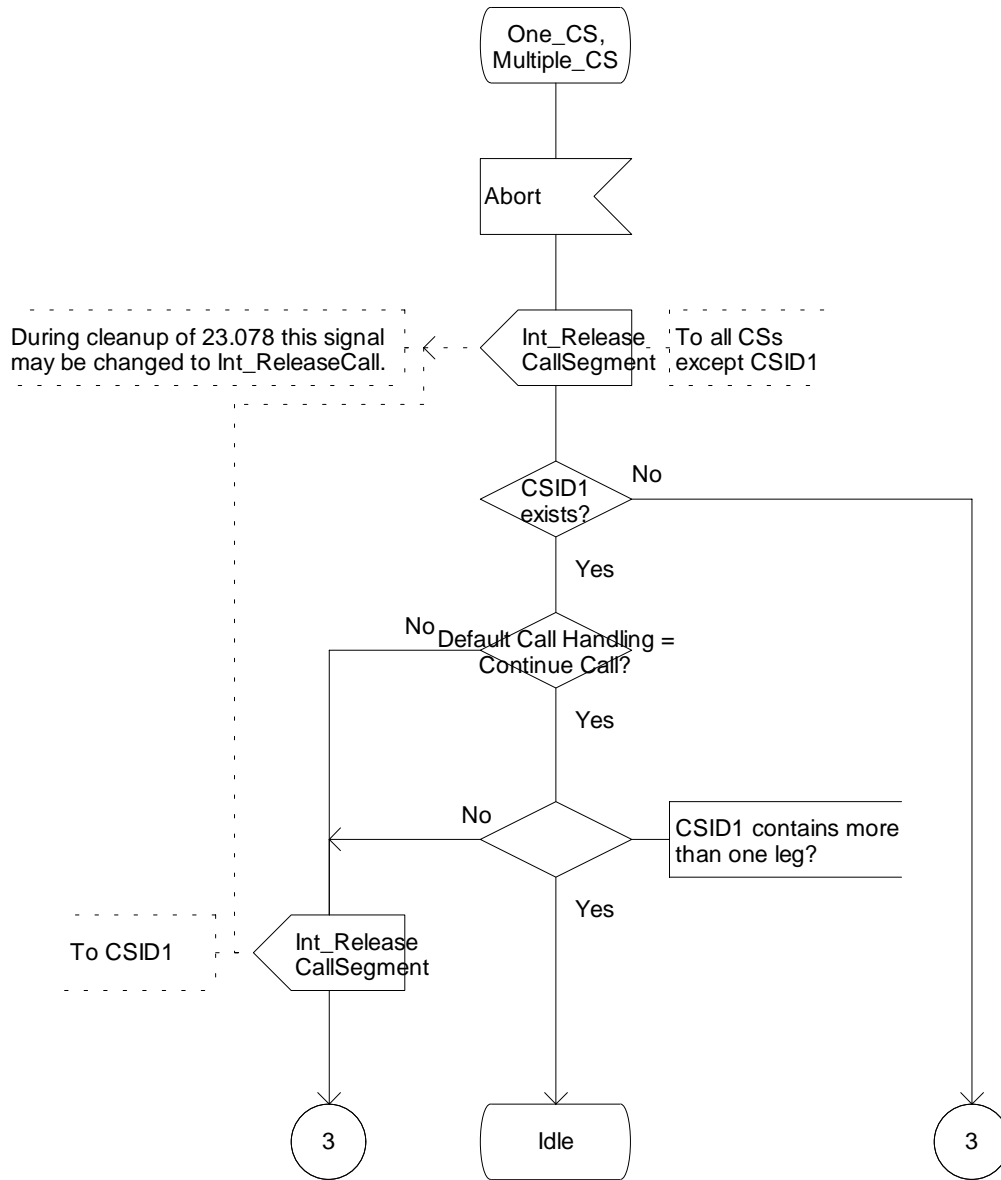 One_CS,
Multiple_CS
Abort
During cleanup of 23.078 this signal
may be changed to Int_ReleaseCall.
Int_Release
CallSegment
To all CSs
except CSID1
CSID1
exists?
No
Yes
No
Default Call Handling =
Continue Call?
Yes
No
CSID1 contains more
than one leg?
Yes
To CSID1
Int_Release
CallSegment
3
Idle
3